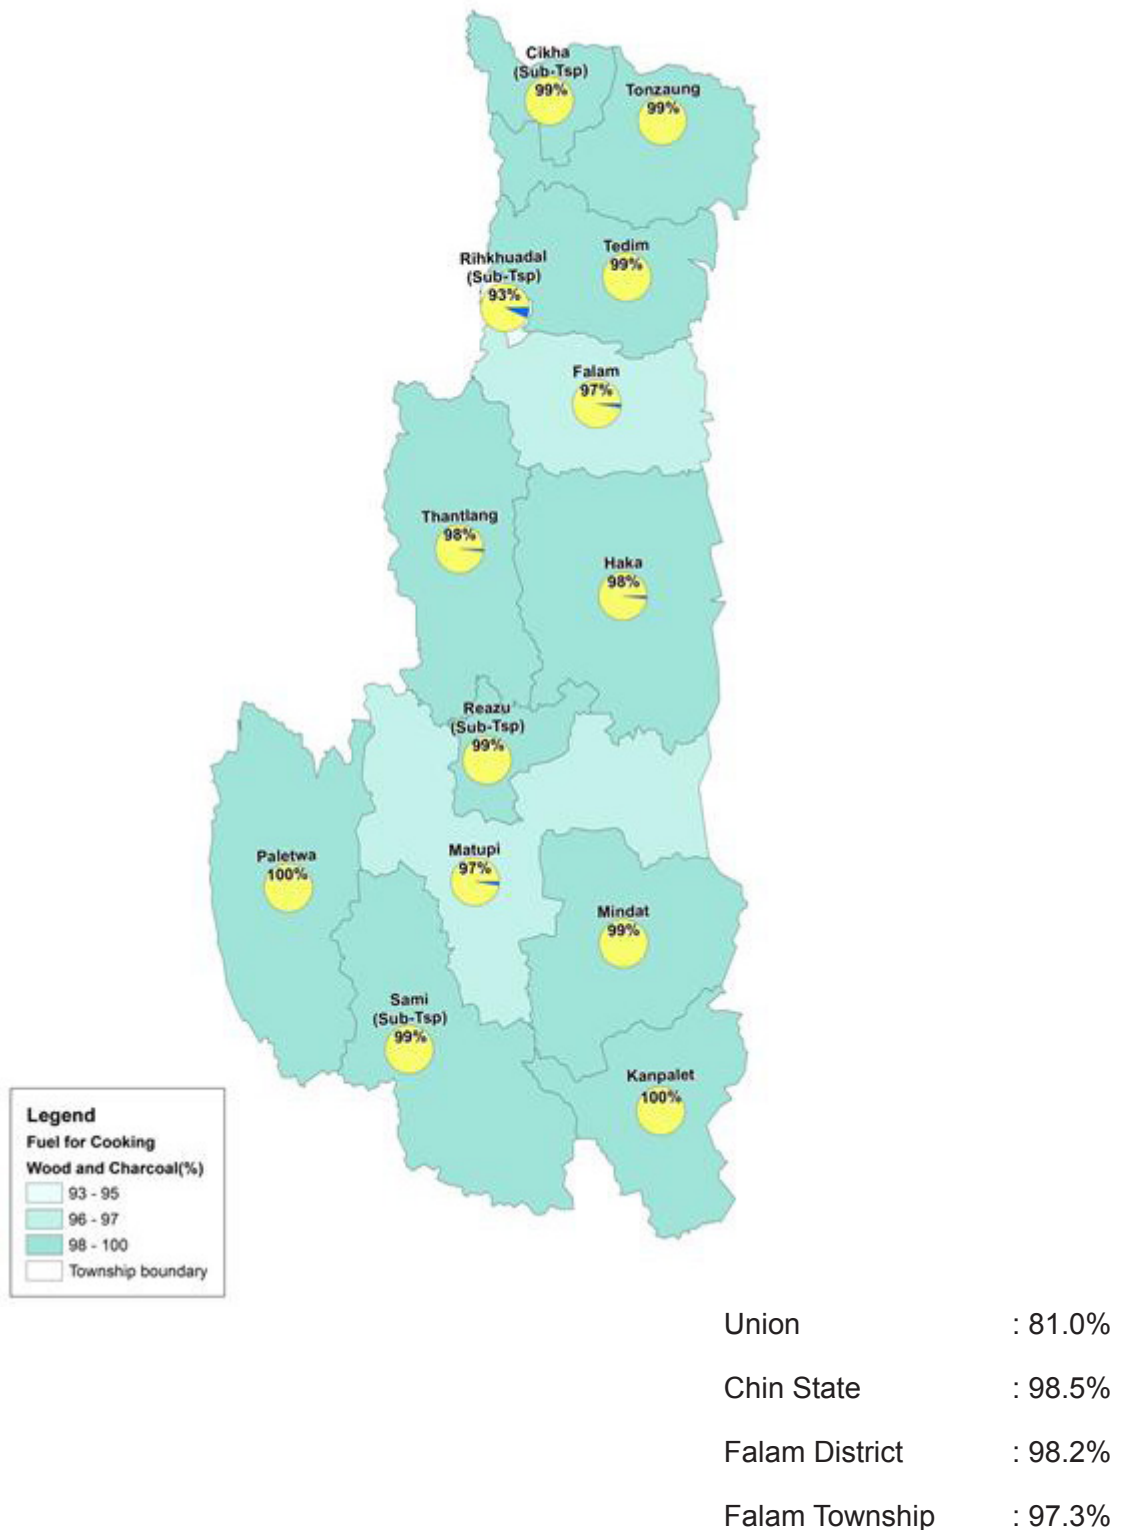 Cikha
(Sub-Tsp)
99%
Tonzaung
99%
Tedim
99%
Rihkhuadal
(Sub-Tsp)
93%
Falam
97%
Thantlang
98%
Haka
98%
Reazu
(Sub-Tsp)
99%
Matupi
97%
Paletwa
100%
Mindat
99%
Sami
(Sub-Tsp)
99%
Kanpalet
100%
Legend
Fuel for Cooking
Wood and Charcoal(%)
93 - 95
96 - 97
98 - 100
Township boundary
Union : 81.0%
Chin State : 98.5%
Falam District : 98.2%
Falam Township : 97.3%